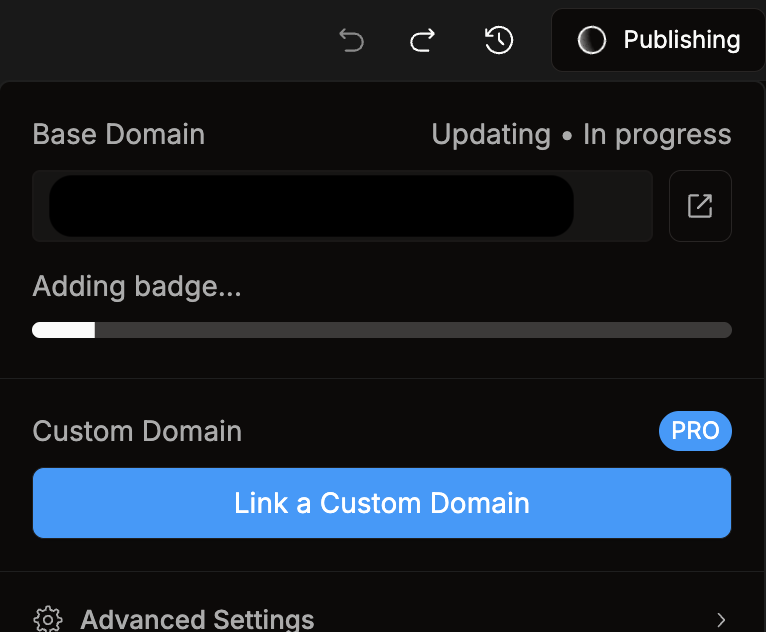 Publishing
Base Domain Updating • In progress
Adding badge...
Custom Domain PRO
Link a Custom Domain
Advanced Settings